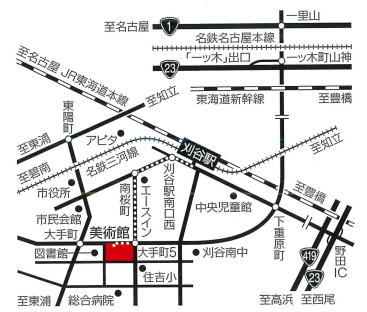 至名古屋
1
一里山
名鉄名古屋本線
「一ッ木」出口
23
一ッ木町山神
至名古屋
JR東海道本線
東海道新幹線
至豊橋
至知立
至東浦
東陽町
アピタ
刈谷駅
至知立
至碧南
名鉄三河線
刈谷駅南口西
市役所
南桜町
エースイン
中央児童館
至豊橋
市民会館
大手町
美術館
下重原町
図書館
大手町5
刈谷南中
419
野田IC
住吉小
23
至東浦
総合病院
至高浜
至西尾